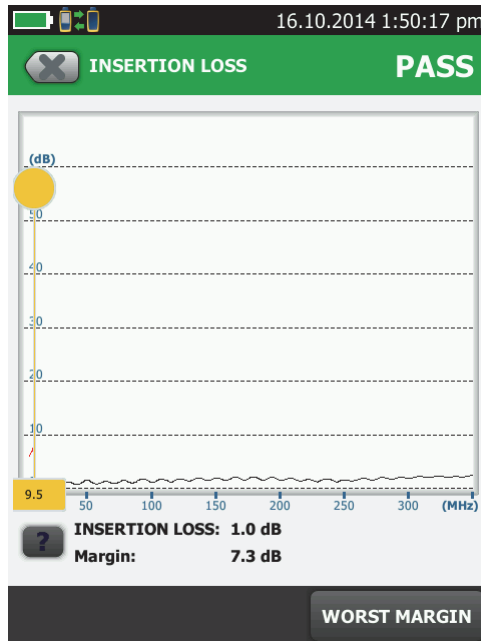 16.10.2014 1:50:17 pm
INSERTION LOSS
PASS
(dB)
50
40
30
20
10
9.5
50 100 150 200 250 300 (MHz)
?
INSERTION LOSS: 1.0 dB
Margin: 7.3 dB
WORST MARGIN